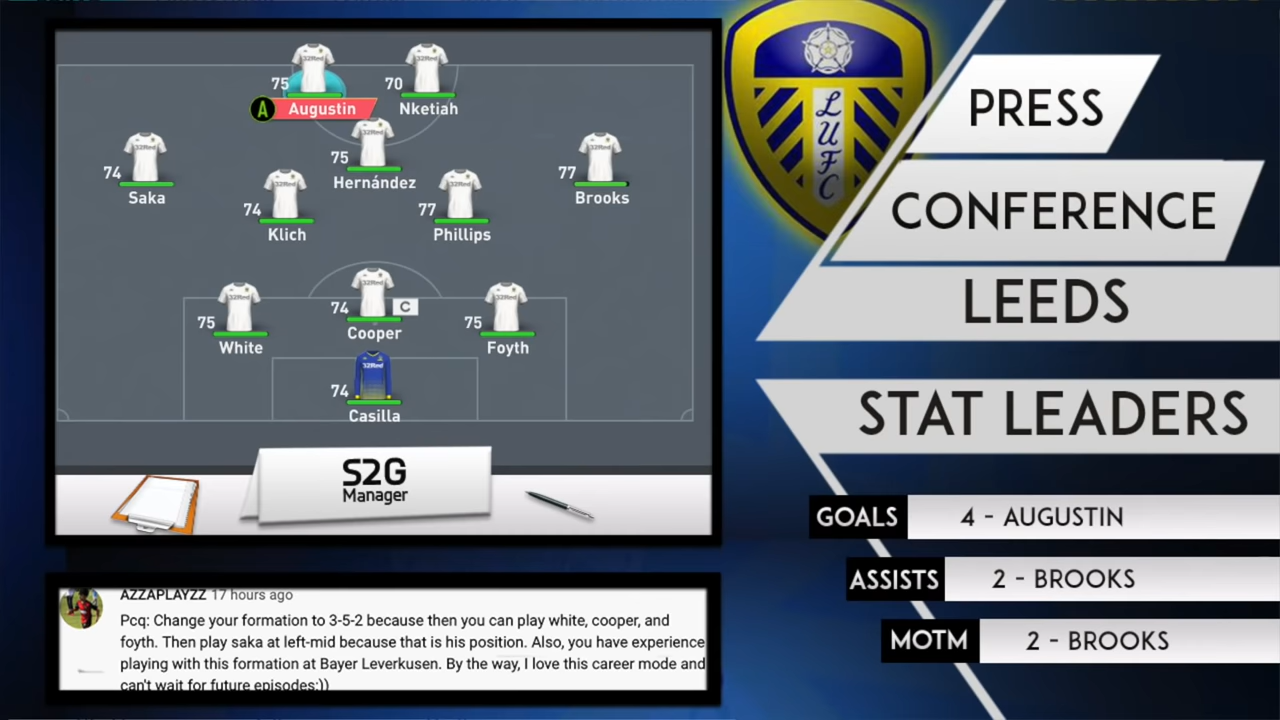 75
A Augustin
70
Nketiah
75
Hernández
74
Saka
77
Brooks
74
Klich
77
Phillips
75
White
74
C
Cooper
75
Foyth
74
Casilla
32Red
S2G
Manager
AZZAPLAYZZ 17 hours ago
Pcq: Change your formation to 3-5-2 because then you can play white, cooper, and
foyth. Then play saka at left-mid because that is his position. Also, you have experience
playing with this formation at Bayer Leverkusen. By the way, I love this career mode and
can't wait for future episodes:))
LUFC
PRESS
CONFERENCE
LEEDS
STAT LEADERS
GOALS 4 - AUGUSTIN
ASSISTS 2 - BROOKS
MOTM 2 - BROOKS